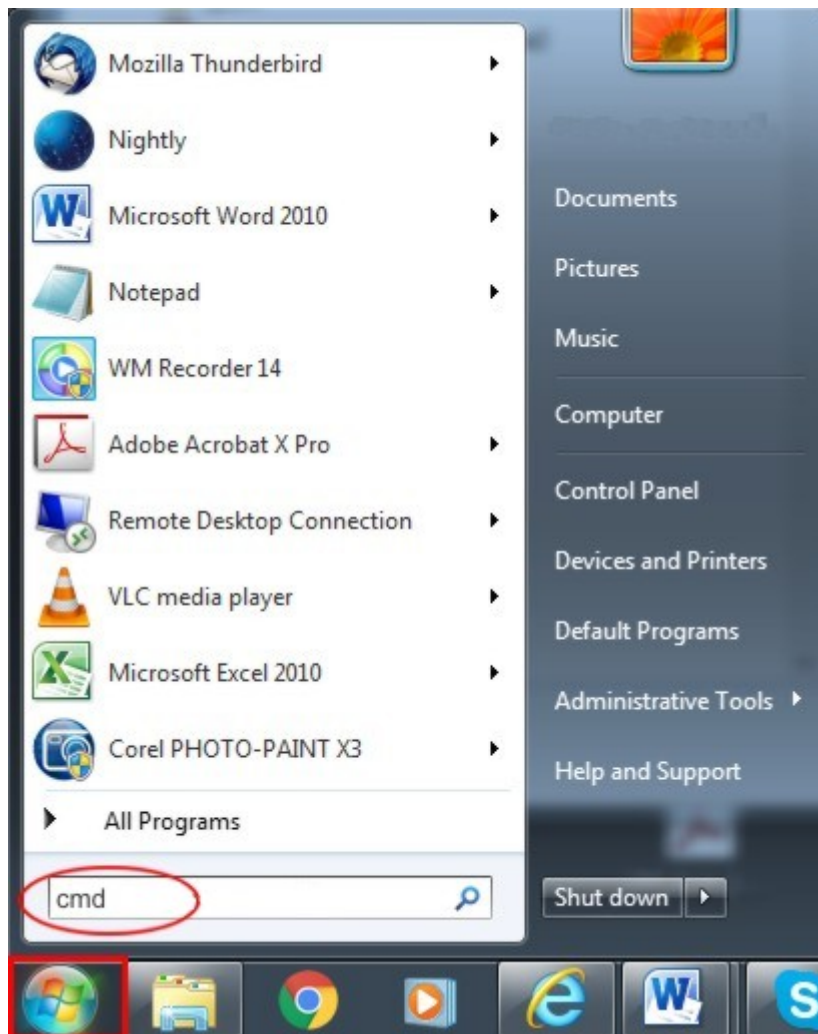 Mozilla Thunderbird
Nightly
Microsoft Word 2010
Notepad
WM Recorder 14
Adobe Acrobat X Pro
Remote Desktop Connection
VLC media player
Microsoft Excel 2010
Corel PHOTO-PAINT X3
All Programs
cmd
Documents
Pictures
Music
Computer
Control Panel
Devices and Printers
Default Programs
Administrative Tools
Help and Support
Shut down